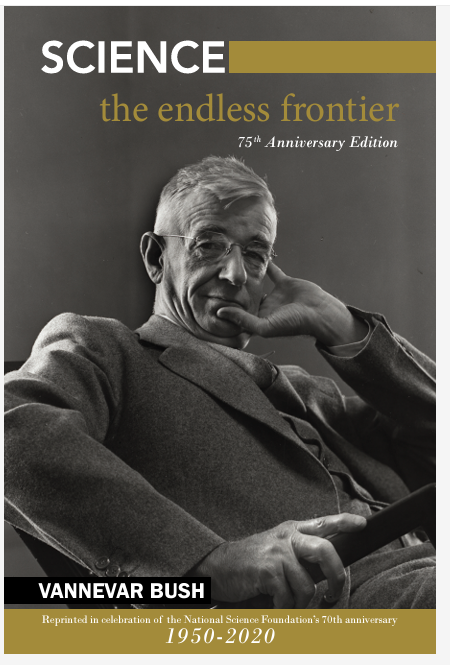 SCIENCE
the endless frontier
75th Anniversary Edition
VANNEVAR BUSH
Reprinted in celebration of the National Science Foundation's 70th anniversary
1950-2020